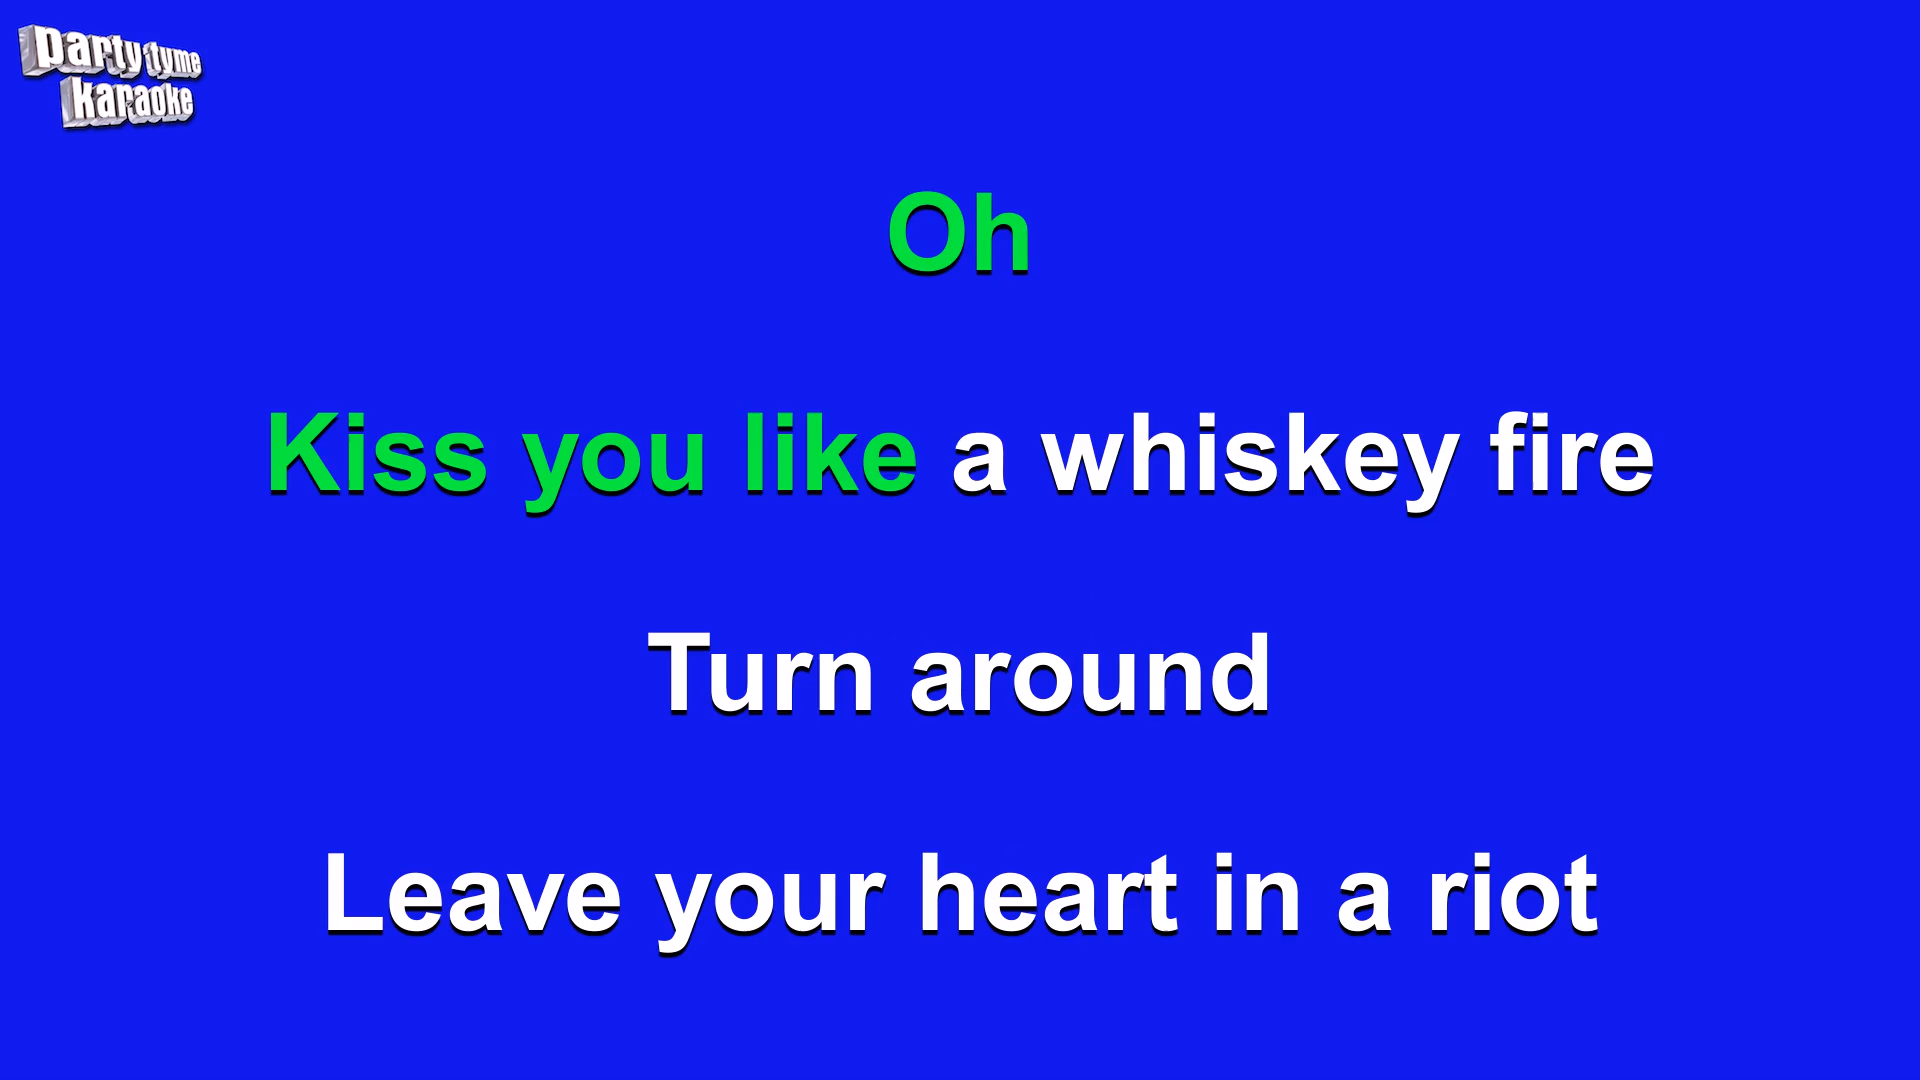 party tyme
karaoke
Oh
Kiss you like a whiskey fire
Turn around
Leave your heart in a riot